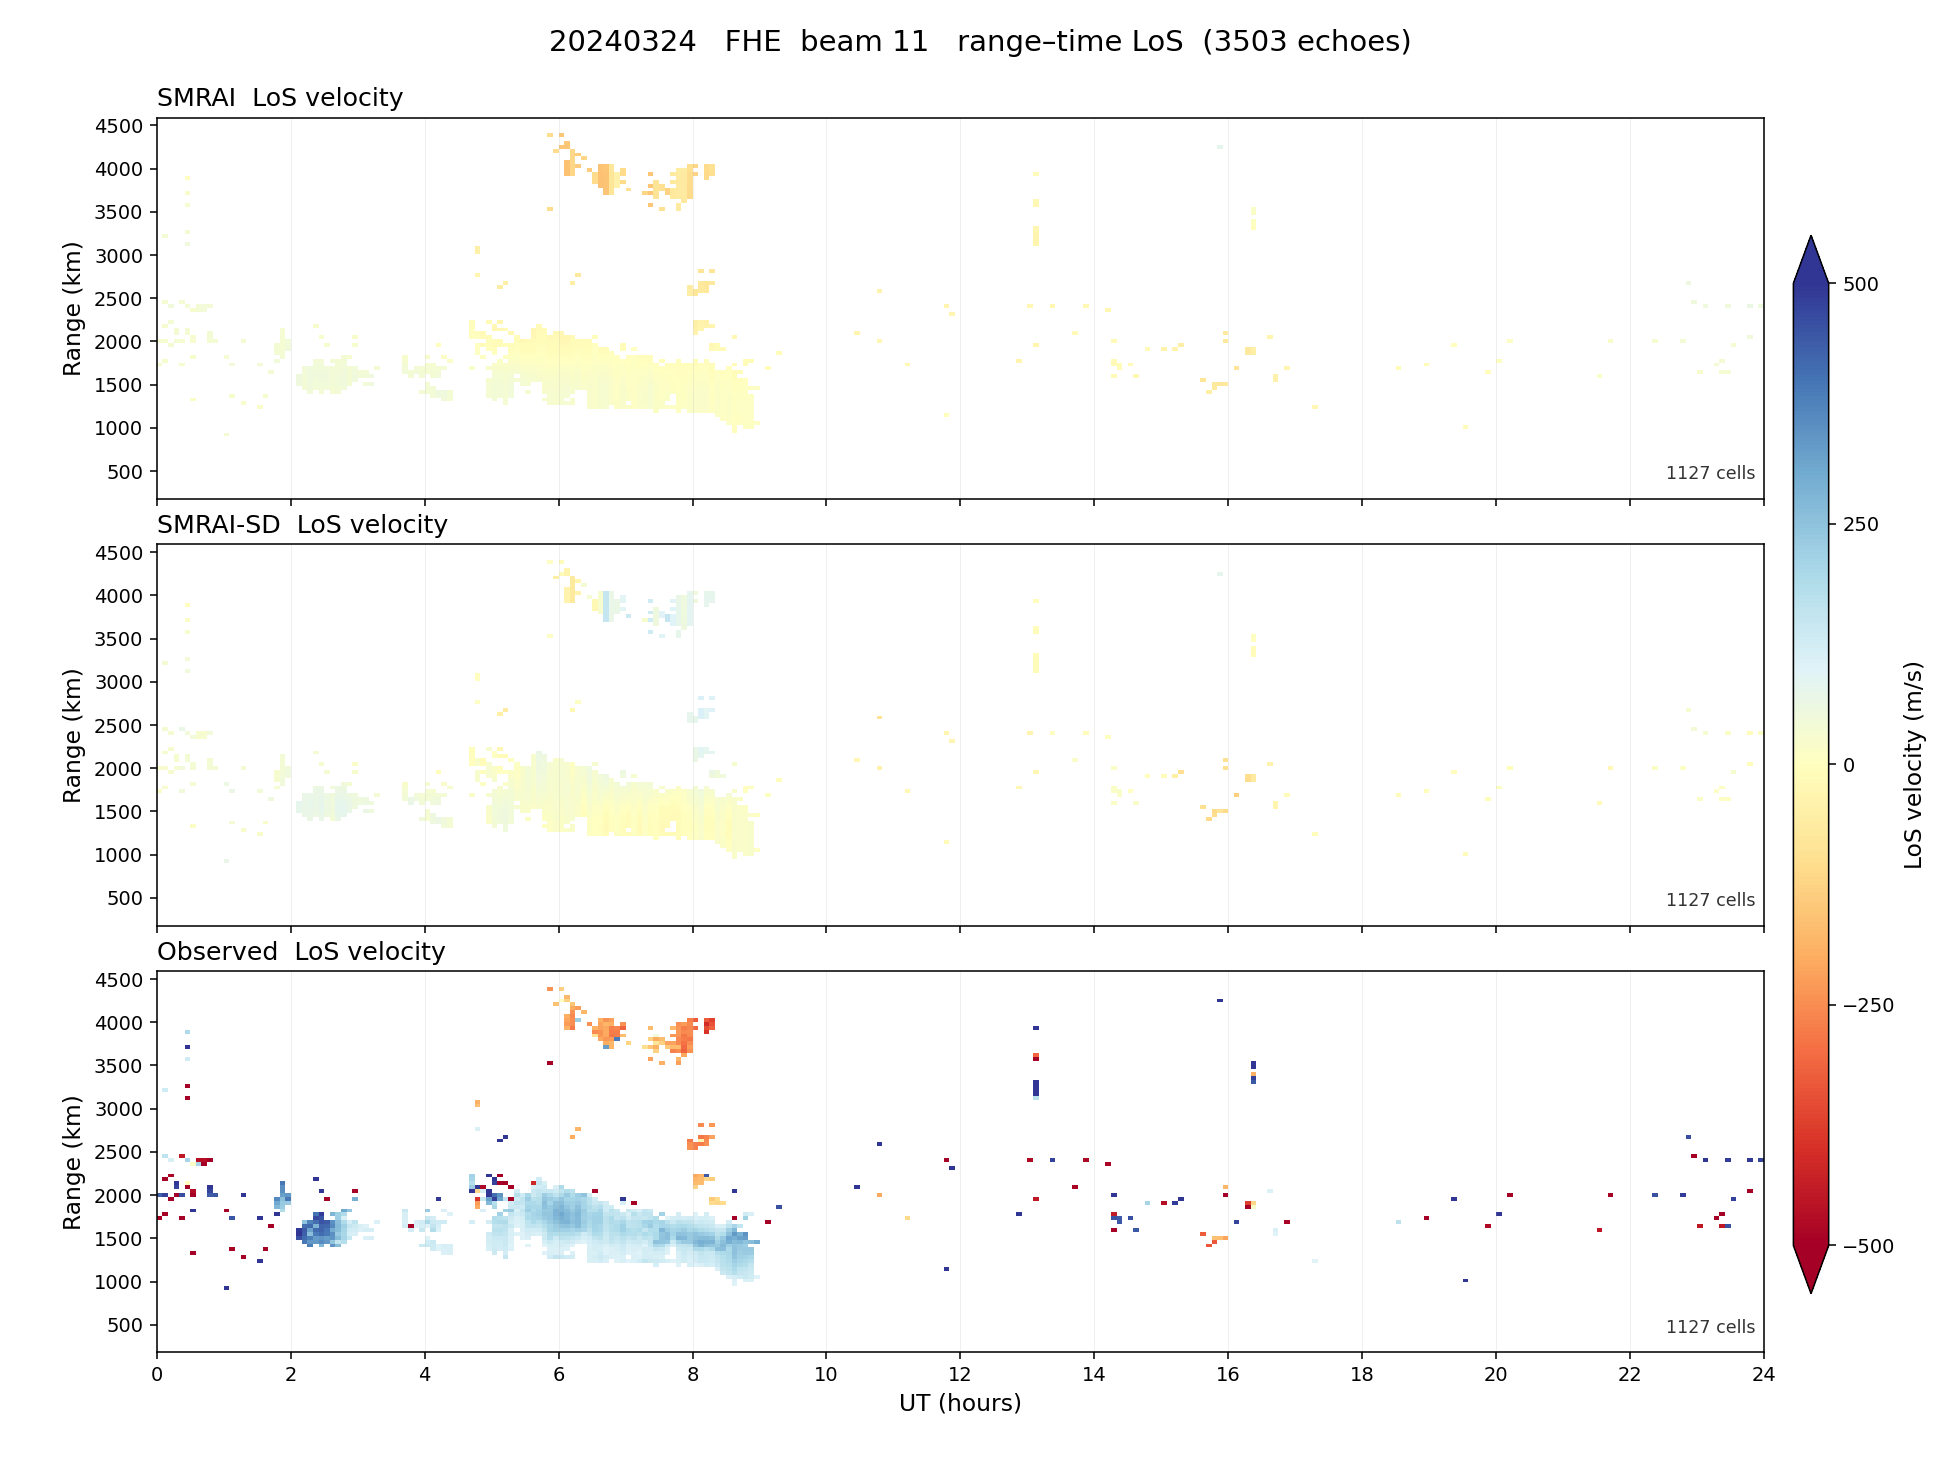 20240324   FHE  beam 11   range–time LoS  (3503 echoes)
SMRAI  LoS velocity
4500
4000
3500
3000
2500
2000
1500
1000
500
Range (km)
1127 cells
SMRAI-SD  LoS velocity
4500
4000
3500
3000
2500
2000
1500
1000
500
Range (km)
1127 cells
Observed  LoS velocity
4500
4000
3500
3000
2500
2000
1500
1000
500
Range (km)
1127 cells
0 2 4 6 8 10 12 14 16 18 20 22 24
UT (hours)
500
250
0
−250
−500
LoS velocity (m/s)